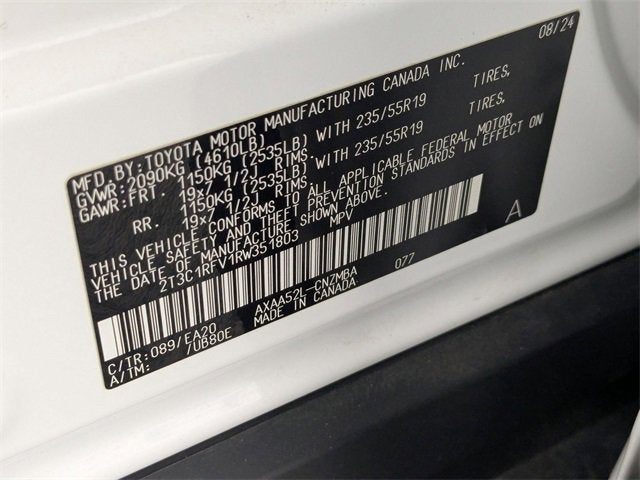 08/24
MFD. BY: TOYOTA MOTOR MANUFACTURING CANADA INC.
GVWR: 2090KG (4610LB)
GAWR: FRT. 1150KG (2535LB) WITH 235/55R19 TIRES,
19x7 1/2J RIMS.
RR. 1150KG (2535LB) WITH 235/55R19 TIRES,
19x7 1/2J RIMS.
THIS VEHICLE CONFORMS TO ALL APPLICABLE FEDERAL MOTOR
VEHICLE SAFETY AND THEFT PREVENTION STANDARDS IN EFFECT ON
THE DATE OF MANUFACTURE SHOWN ABOVE.
2T3C1RFV1RW351803 MPV
A
077
AXAA52L-CNZMBA
MADE IN CANADA
C/TR: 089/EA20
A/TM: /UB80E